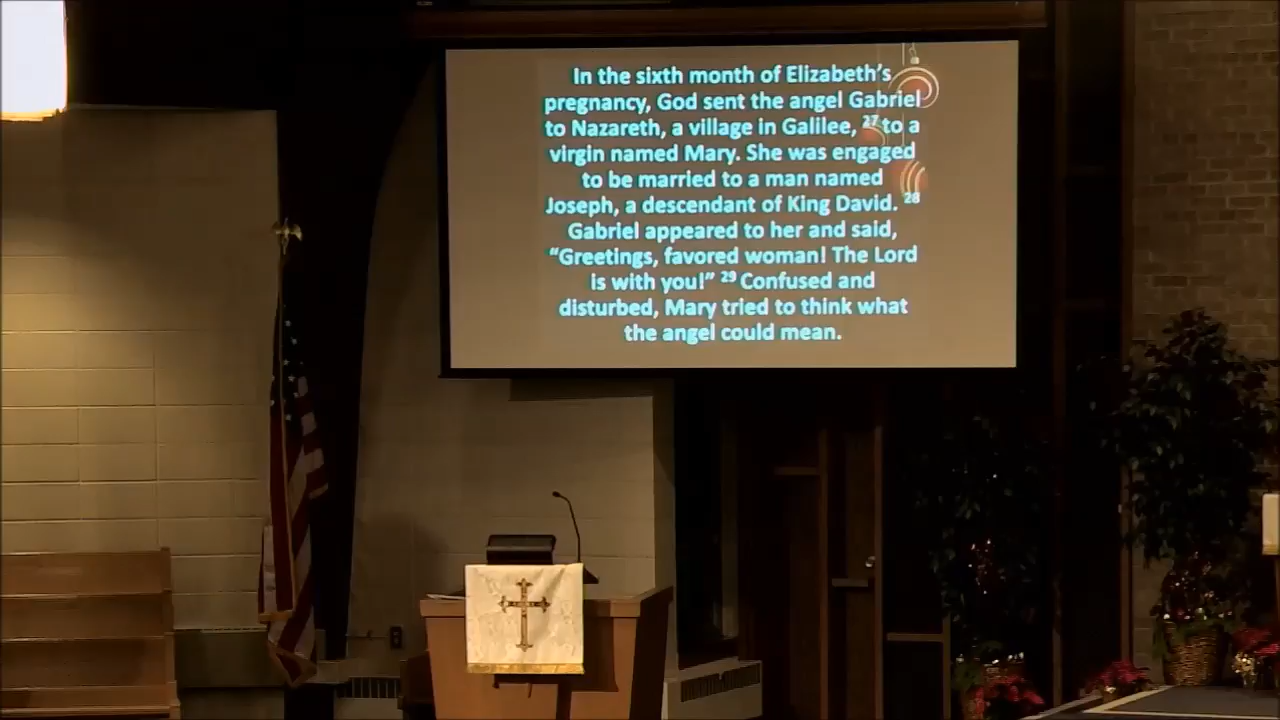 In the sixth month of Elizabeth's
pregnancy, God sent the angel Gabriel
to Nazareth, a village in Galilee, 27 to a
virgin named Mary. She was engaged
to be married to a man named
Joseph, a descendant of King David. 28
Gabriel appeared to her and said,
“Greetings, favored woman! The Lord
is with you!” 29 Confused and
disturbed, Mary tried to think what
the angel could mean.